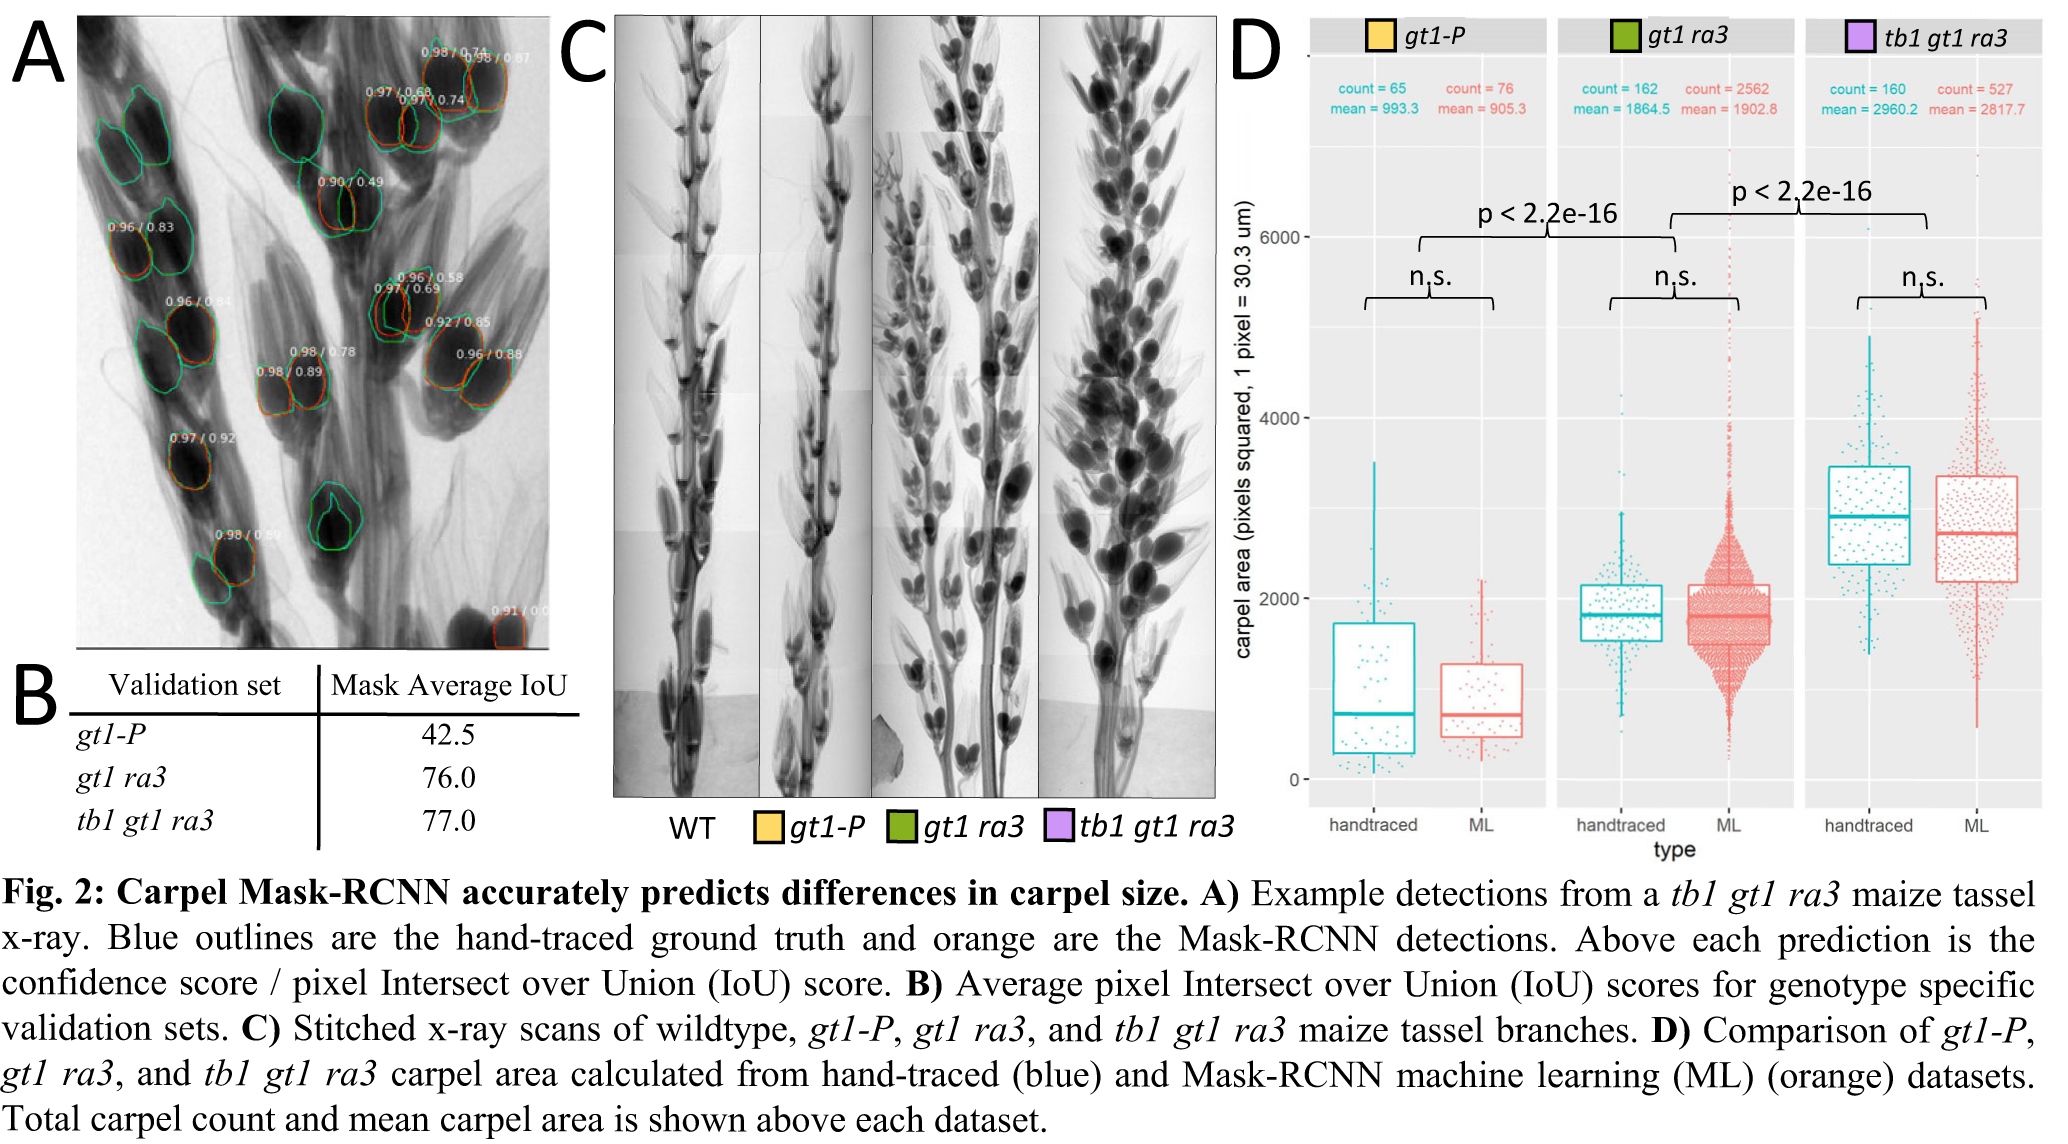 A
0.98 / 0.74
0.98 / 0.87
0.97 / 0.68
0.97 / 0.74
0.90 / 0.49
0.96 / 0.83
0.96 / 0.58
0.97 / 0.69
0.96 / 0.84
0.92 / 0.85
0.98 / 0.78
0.96 / 0.88
0.98 / 0.89
0.97 / 0.92
0.98 / 0.89
0.91 / 0.0
B
Validation set Mask Average IoU
gt1-P 42.5
gt1 ra3 76.0
tb1 gt1 ra3 77.0
C
WT gt1-P gt1 ra3 tb1 gt1 ra3
D
gt1-P gt1 ra3 tb1 gt1 ra3
count = 65 count = 76 count = 162 count = 2562 count = 160 count = 527
mean = 993.3 mean = 905.3 mean = 1864.5 mean = 1902.8 mean = 2960.2 mean = 2817.7
p < 2.2e-16 p < 2.2e-16
n.s. n.s. n.s.
carpel area (pixels squared, 1 pixel = 30.3 um)
6000
4000
2000
0
handtraced ML handtraced ML handtraced ML
type
Fig. 2: Carpel Mask-RCNN accurately predicts differences in carpel size. A) Example detections from a tb1 gt1 ra3 maize tassel
x-ray. Blue outlines are the hand-traced ground truth and orange are the Mask-RCNN detections. Above each prediction is the
confidence score / pixel Intersect over Union (IoU) score. B) Average pixel Intersect over Union (IoU) scores for genotype specific
validation sets. C) Stitched x-ray scans of wildtype, gt1-P, gt1 ra3, and tb1 gt1 ra3 maize tassel branches. D) Comparison of gt1-P,
gt1 ra3, and tb1 gt1 ra3 carpel area calculated from hand-traced (blue) and Mask-RCNN machine learning (ML) (orange) datasets.
Total carpel count and mean carpel area is shown above each dataset.